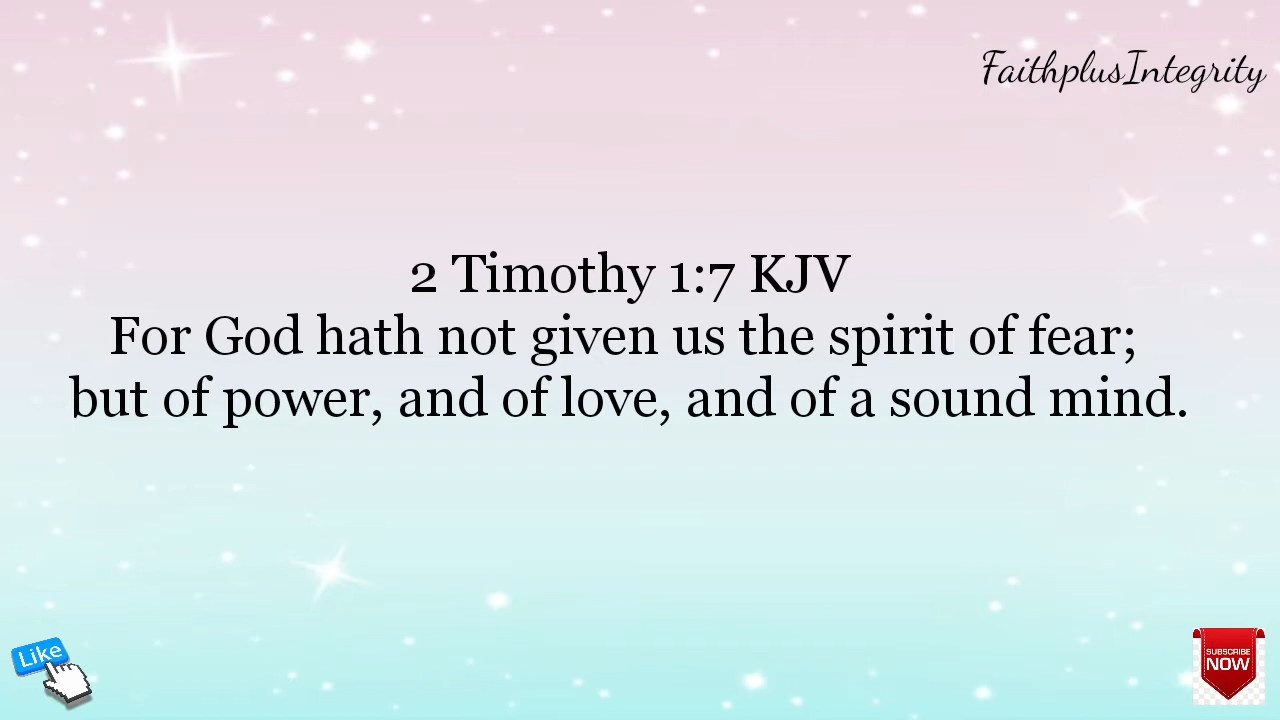 FaithplusIntegrity
2 Timothy 1:7 KJV
For God hath not given us the spirit of fear;
but of power, and of love, and of a sound mind.
Like
SUBSCRIBE
NOW